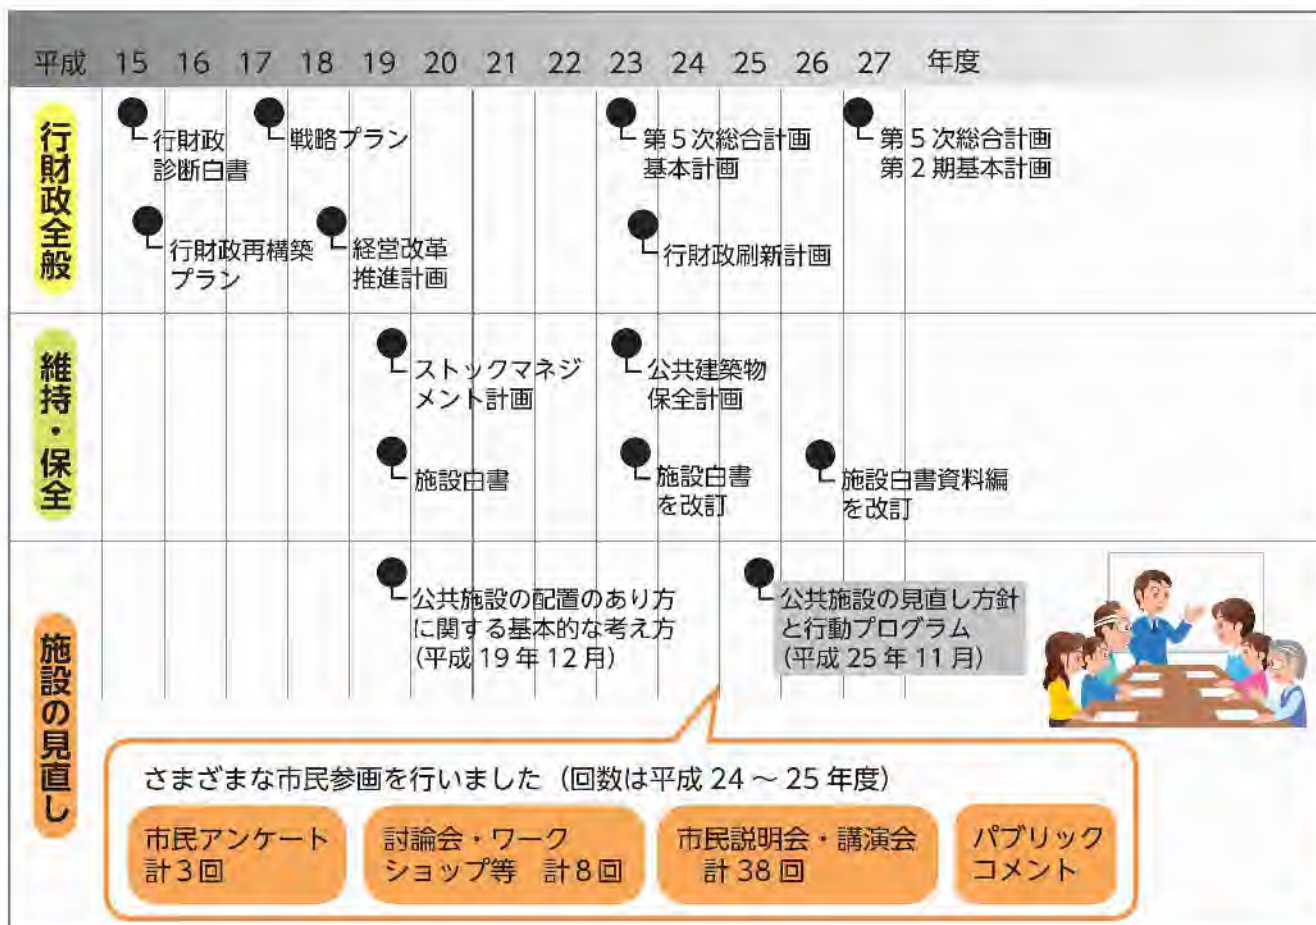 平成 15 16 17 18 19 20 21 22 23 24 25 26 27 年度
行財政全般
行財政
診断白書
戦略プラン
第5次総合計画
基本計画
第5次総合計画
第2期基本計画
行財政再構築
プラン
経営改革
推進計画
行財政刷新計画
維持・保全
ストックマネジ
メント計画
公共建築物
保全計画
施設白書
施設白書
を改訂
施設白書資料編
を改訂
施設の見直し
公共施設の配置のあり方
に関する基本的な考え方
(平成 19 年 12 月)
公共施設の見直し方針
と行動プログラム
(平成 25 年 11 月)
さまざまな市民参画を行いました（回数は平成 24 ～ 25 年度）
市民アンケート
計3回
討論会・ワーク
ショップ等　計8回
市民説明会・講演会
計 38 回
パブリック
コメント